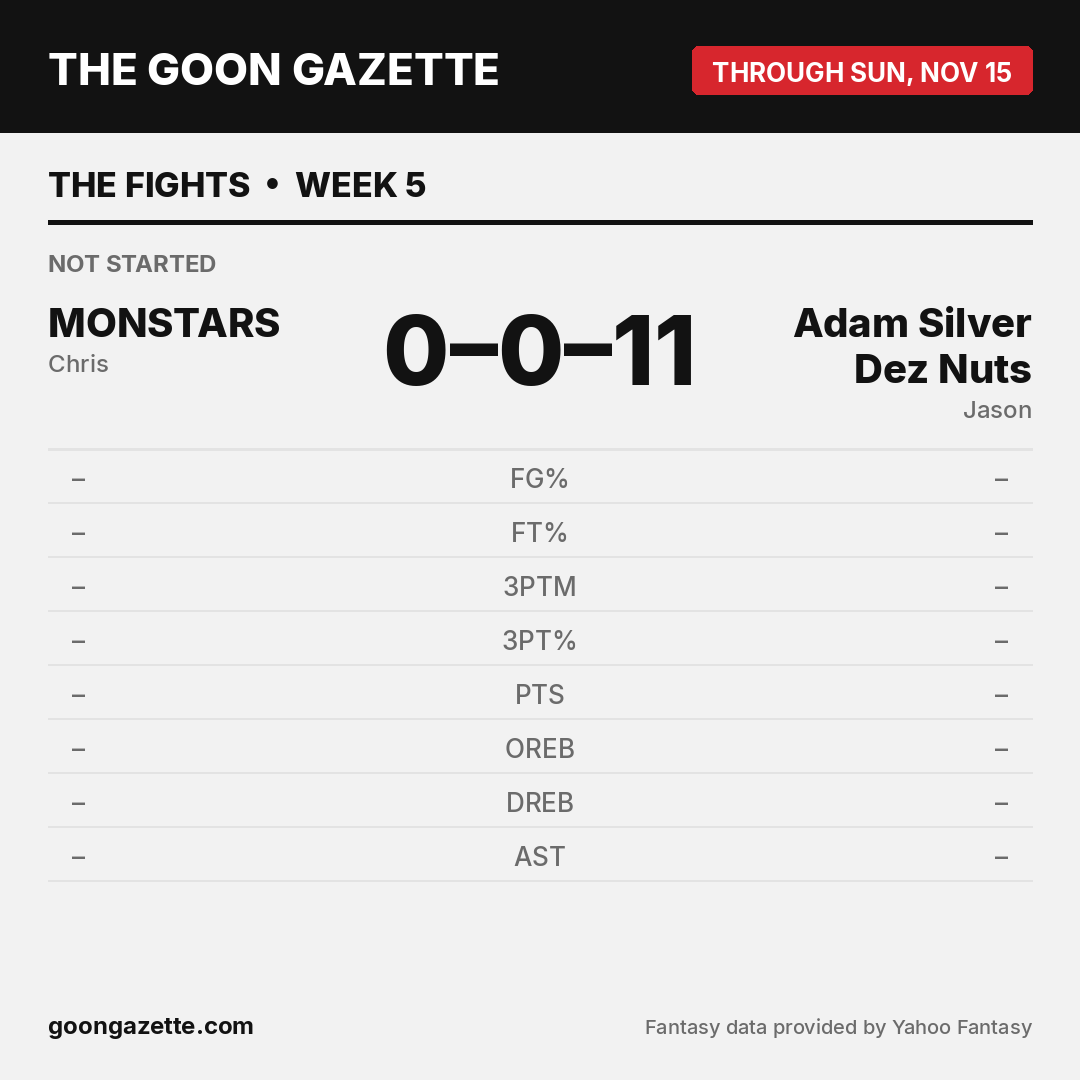 THE GOON GAZETTE
THROUGH SUN, NOV 15
THE FIGHTS • WEEK 5
NOT STARTED
MONSTARS
Chris
0–0–11
Adam Silver
Dez Nuts
Jason
– FG% –
– FT% –
– 3PTM –
– 3PT% –
– PTS –
– OREB –
– DREB –
– AST –
goongazette.com
Fantasy data provided by Yahoo Fantasy